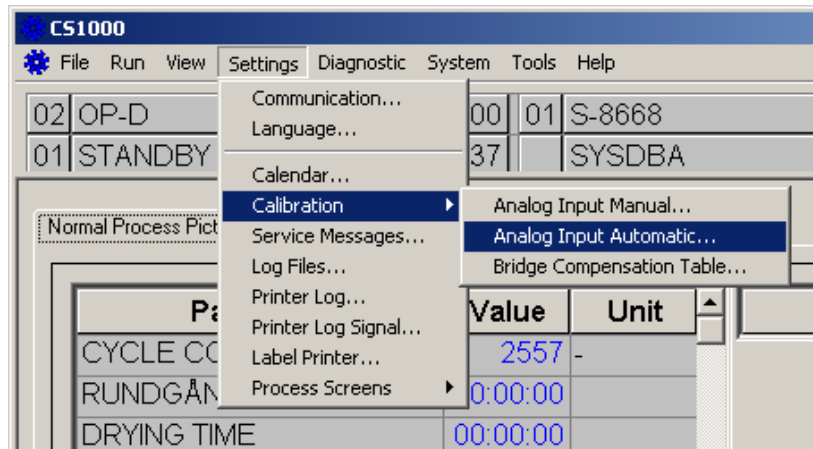 CS1000
File Run View Settings Diagnostic System Tools Help
02 OP-D 00 01 S-8668
01 STANDBY 37 SYSDBA
Communication...
Language...
Calendar...
Calibration
Service Messages...
Log Files...
Printer Log...
Printer Log Signal...
Label Printer...
Process Screens
Analog Input Manual...
Analog Input Automatic...
Bridge Compensation Table...
Normal Process Pict
Pa Value Unit
CYCLE CO 2557 -
RUNDGÅN 0:00:00
DRYING TIME 00:00:00